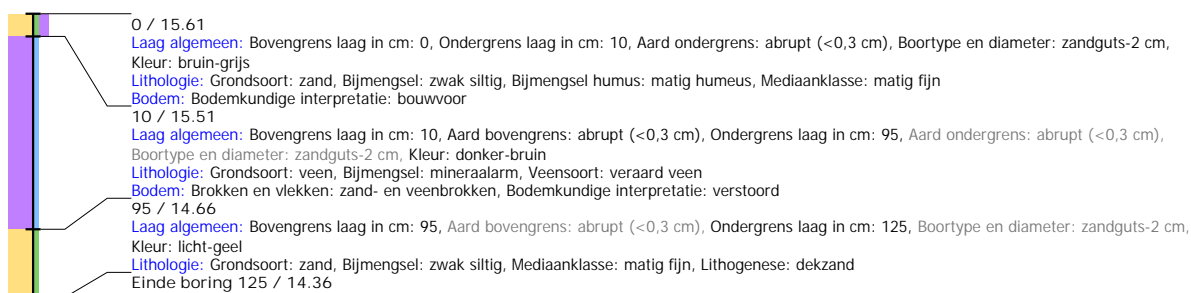 0 / 15.61
Laag algemeen: Bovengrens laag in cm: 0, Ondergrens laag in cm: 10, Aard ondergrens: abrupt (<0,3 cm), Boortype en diameter: zandguts-2 cm,
Kleur: bruin-grijs
Lithologie: Grondsoort: zand, Bijmengsel: zwak siltig, Bijmengsel humus: matig humeus, Mediaanklasse: matig fijn
Bodem: Bodemkundige interpretatie: bouwvoor
10 / 15.51
Laag algemeen: Bovengrens laag in cm: 10, Aard bovengrens: abrupt (<0,3 cm), Ondergrens laag in cm: 95, Aard ondergrens: abrupt (<0,3 cm),
Boortype en diameter: zandguts-2 cm, Kleur: donker-bruin
Lithologie: Grondsoort: veen, Bijmengsel: mineraalarm, Veensoort: veraard veen
Bodem: Brokken en vlekken: zand- en veenbrokken, Bodemkundige interpretatie: verstoord
95 / 14.66
Laag algemeen: Bovengrens laag in cm: 95, Aard bovengrens: abrupt (<0,3 cm), Ondergrens laag in cm: 125, Boortype en diameter: zandguts-2 cm,
Kleur: licht-geel
Lithologie: Grondsoort: zand, Bijmengsel: zwak siltig, Mediaanklasse: matig fijn, Lithogenese: dekzand
Einde boring 125 / 14.36